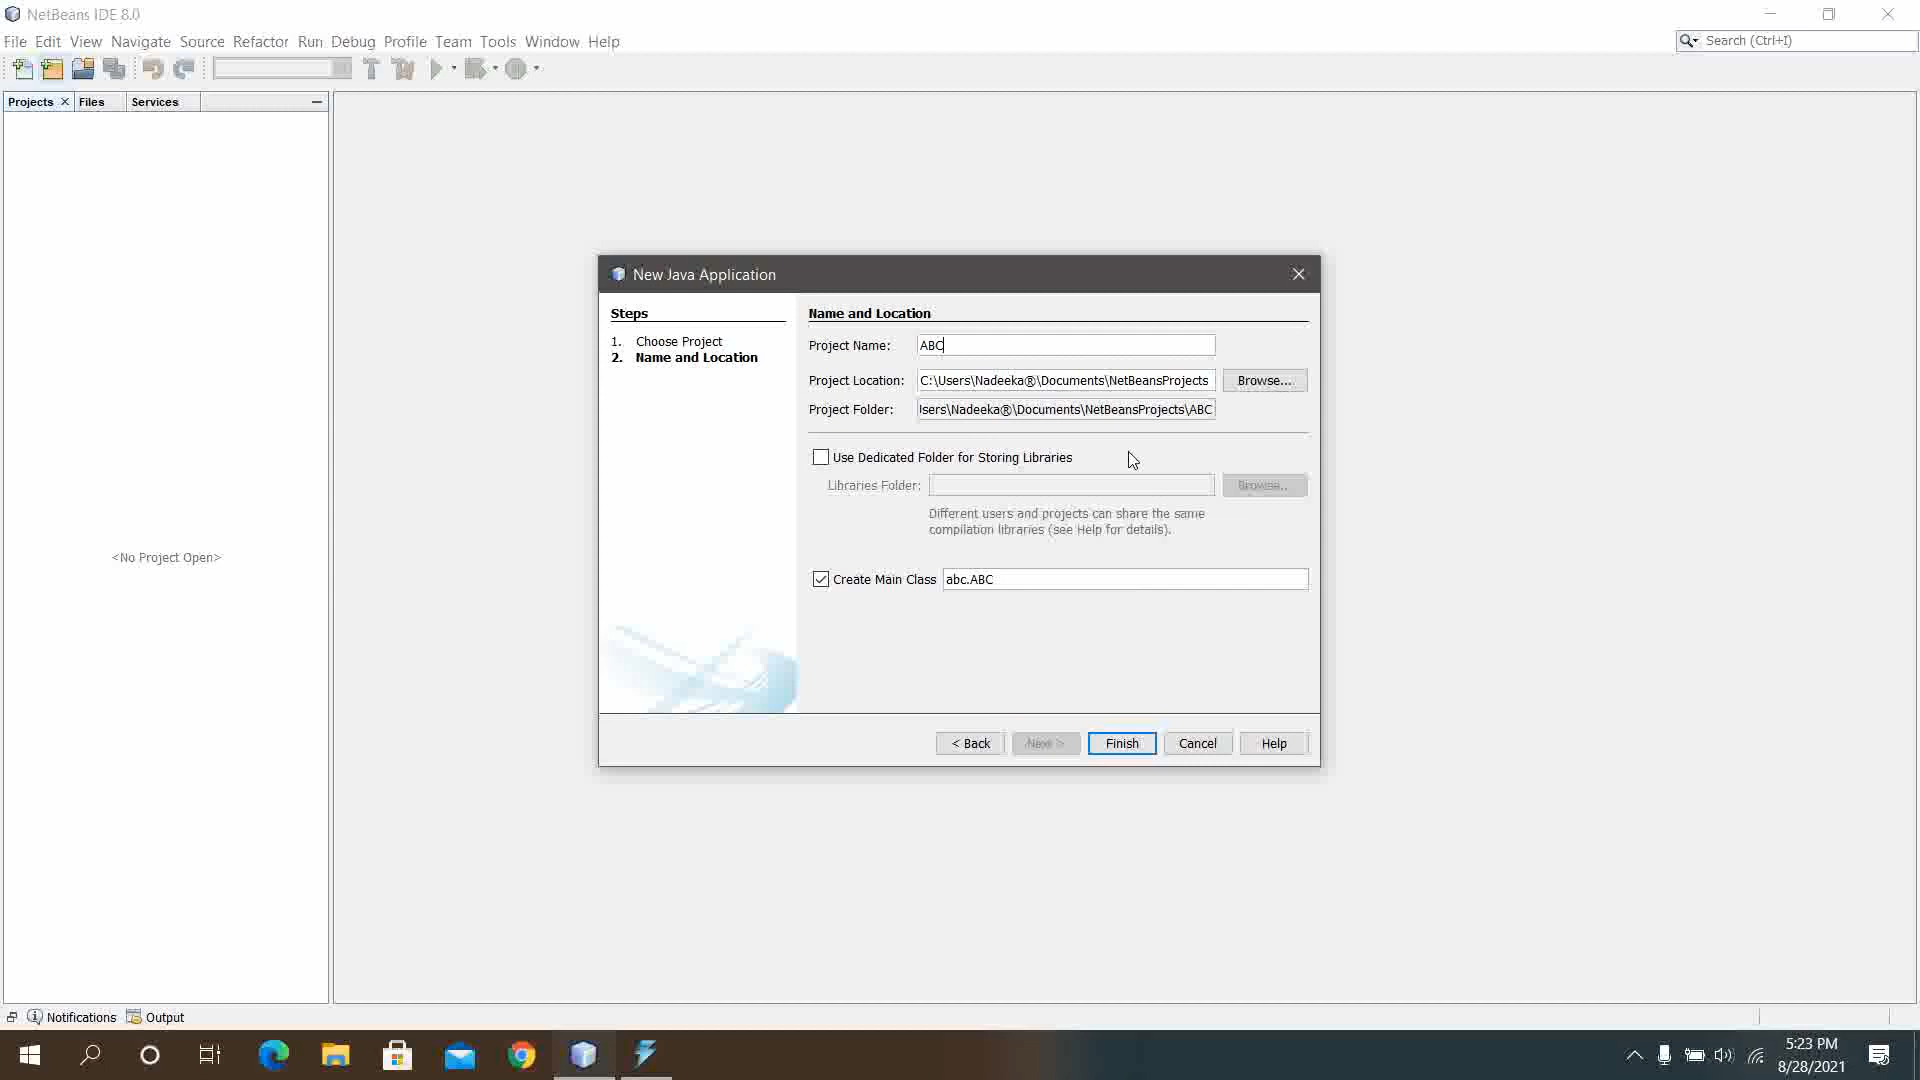 NetBeans IDE 8.0
File Edit View Navigate Source Refactor Run Debug Profile Team Tools Window Help
Search (Ctrl+I)
Projects Files Services
<No Project Open>
New Java Application
Steps
1. Choose Project
2. Name and Location
Name and Location
Project Name: ABC
Project Location: C:\Users\Nadeeka®\Documents\NetBeansProjects Browse...
Project Folder: Isers\Nadeeka®\Documents\NetBeansProjects\ABC
Use Dedicated Folder for Storing Libraries
Libraries Folder: Browse...
Different users and projects can share the same
compilation libraries (see Help for details).
Create Main Class abc.ABC
< Back Next > Finish Cancel Help
Notifications Output
5:23 PM
8/28/2021